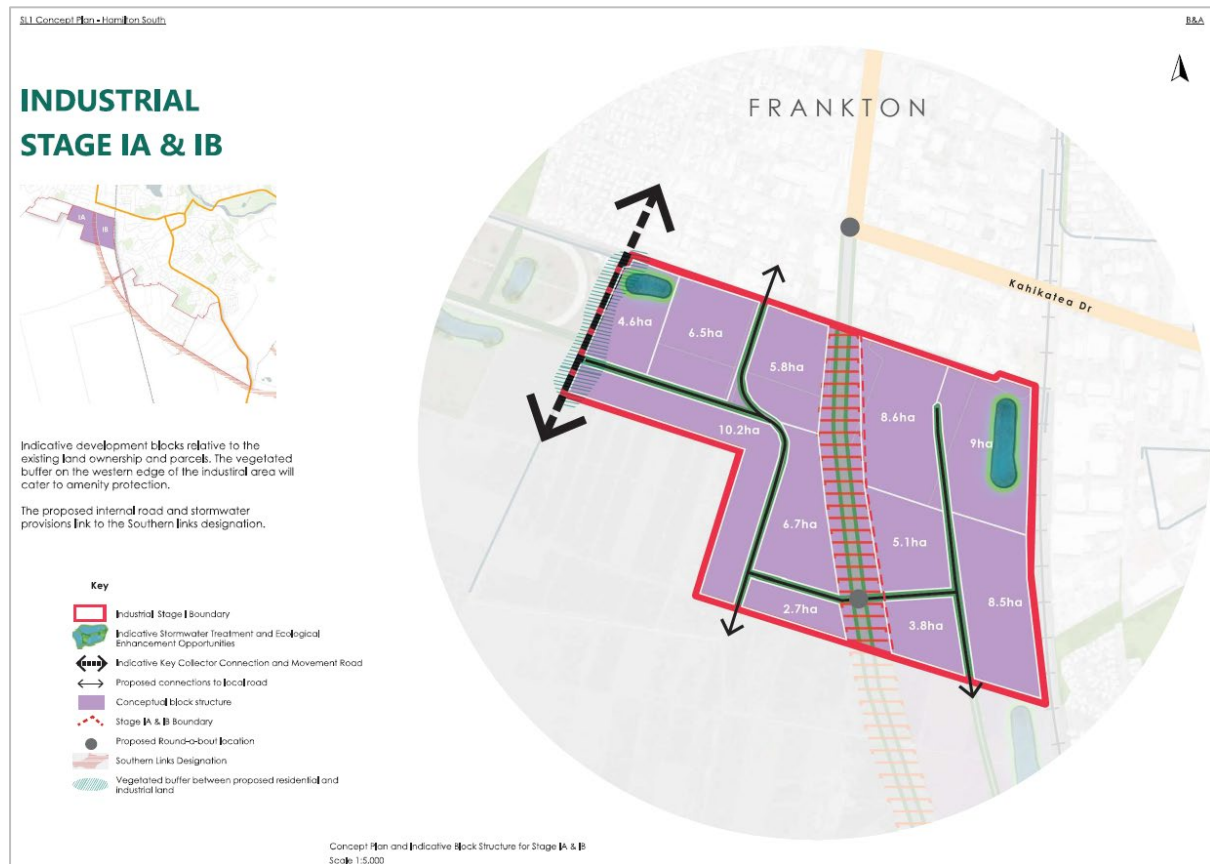 SL1 Concept Plan - Hamilton South
B&A
INDUSTRIAL
STAGE IA & IB
IA
IB
FRANKTON
Kahikatea Dr
4.6ha
6.5ha
5.8ha
8.6ha
9ha
10.2ha
6.7ha
5.1ha
8.5ha
2.7ha
3.8ha
Indicative development blocks relative to the
existing land ownership and parcels. The vegetated
buffer on the western edge of the industiral area will
cater to amenity protection.
The proposed internal road and stormwater
provisions link to the Southern links designation.
Key
Industrial Stage I Boundary
Indicative Stormwater Treatment and Ecological
Enhancement Opportunities
Indicative Key Collector Connection and Movement Road
Proposed connections to local road
Conceptual block structure
Stage IA & IB Boundary
Proposed Round-a-bout location
Southern Links Designation
Vegetated buffer between proposed residential and
industrial land
Concept Plan and Indicative Block Structure for Stage IA & IB
Scale 1:5,000